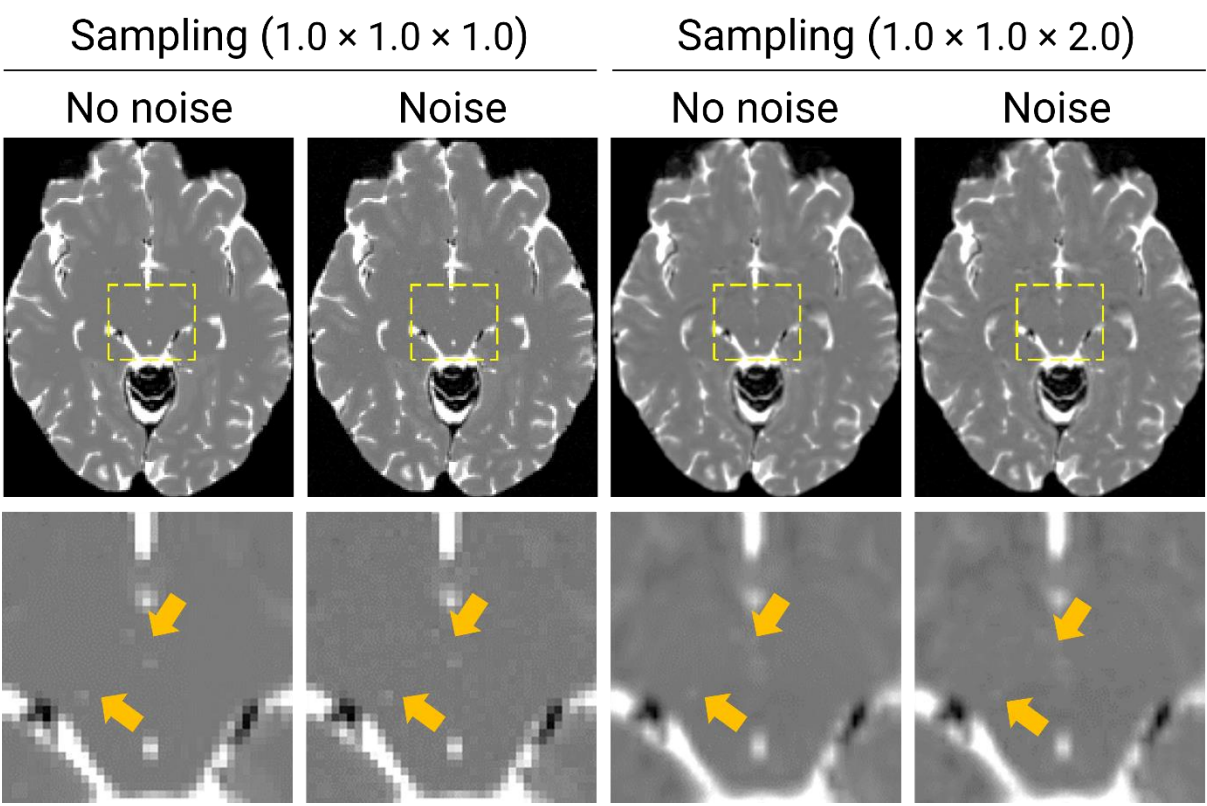 Sampling (1.0 × 1.0 × 1.0)
Sampling (1.0 × 1.0 × 2.0)
No noise
Noise
No noise
Noise